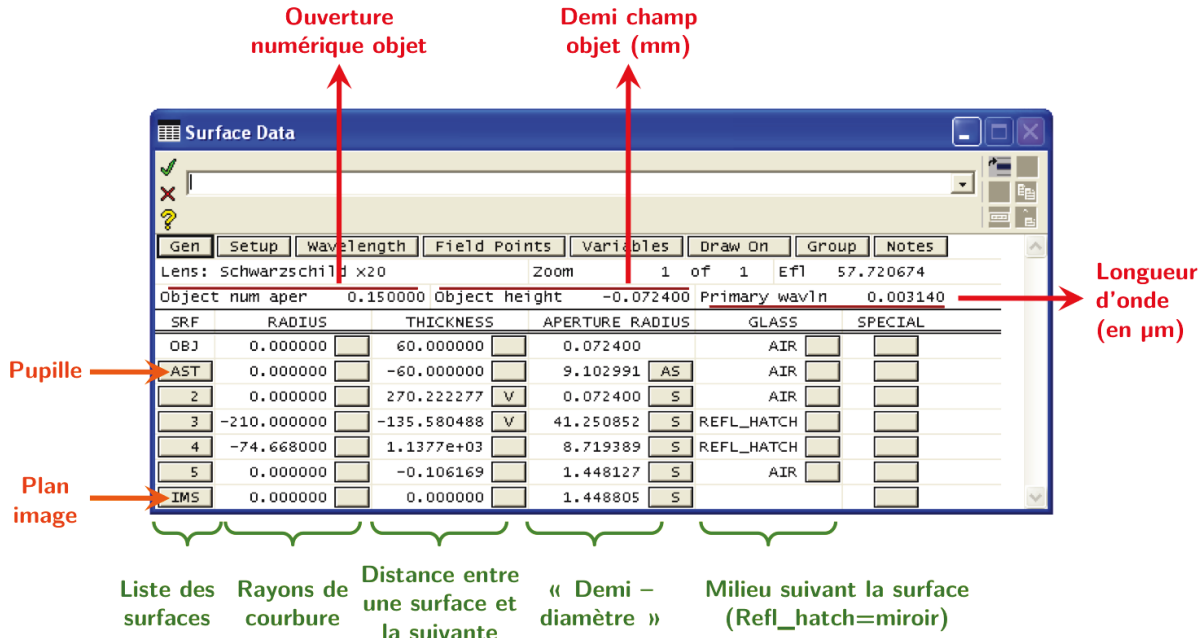 Ouverture
numérique objet
Demi champ
objet (mm)
Surface Data
Gen Setup Wavelength Field Points Variables Draw On Group Notes
Lens: Schwarzschild x20 Zoom 1 of 1 Efl 57.720674
Object num aper 0.150000 Object height -0.072400 Primary wavln 0.003140
Longueur
d'onde
(en µm)
SRF RADIUS THICKNESS APERTURE RADIUS GLASS SPECIAL
OBJ 0.000000 60.000000 0.072400 AIR
Pupille
AST 0.000000 -60.000000 9.102991 AS AIR
2 0.000000 270.222277 V 0.072400 S AIR
3 -210.000000 -135.580488 V 41.250852 S REFL_HATCH
4 -74.668000 1.1377e+03 8.719389 S REFL_HATCH
5 0.000000 -0.106169 1.448127 S AIR
Plan
image
IMS 0.000000 0.000000 1.448805 S
Liste des
surfaces
Rayons de
courbure
Distance entre
une surface et
la suivante
« Demi –
diamètre »
Milieu suivant la surface
(Refl_hatch=miroir)